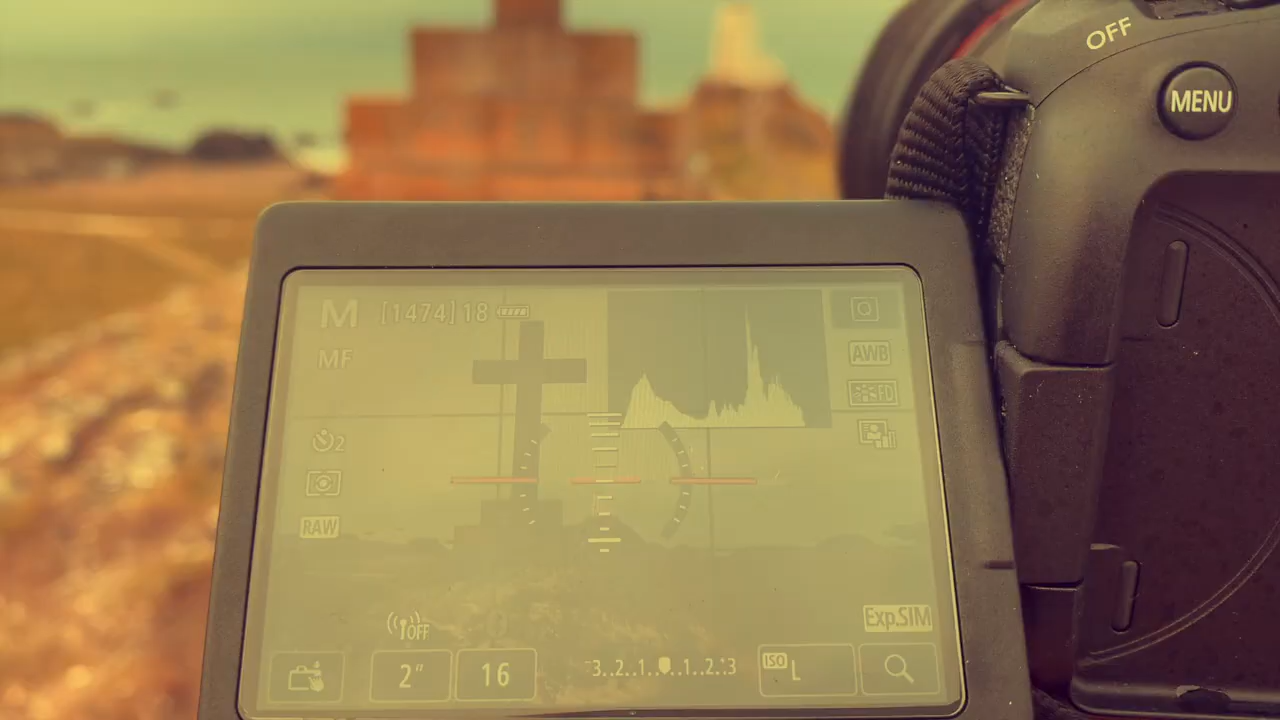 OFF
MENU
M [1474] 18
Q
MF
AWB
FD
2
RAW
OFF
Exp.SIM
2"
16
3..2..1..1..2..3
ISO L